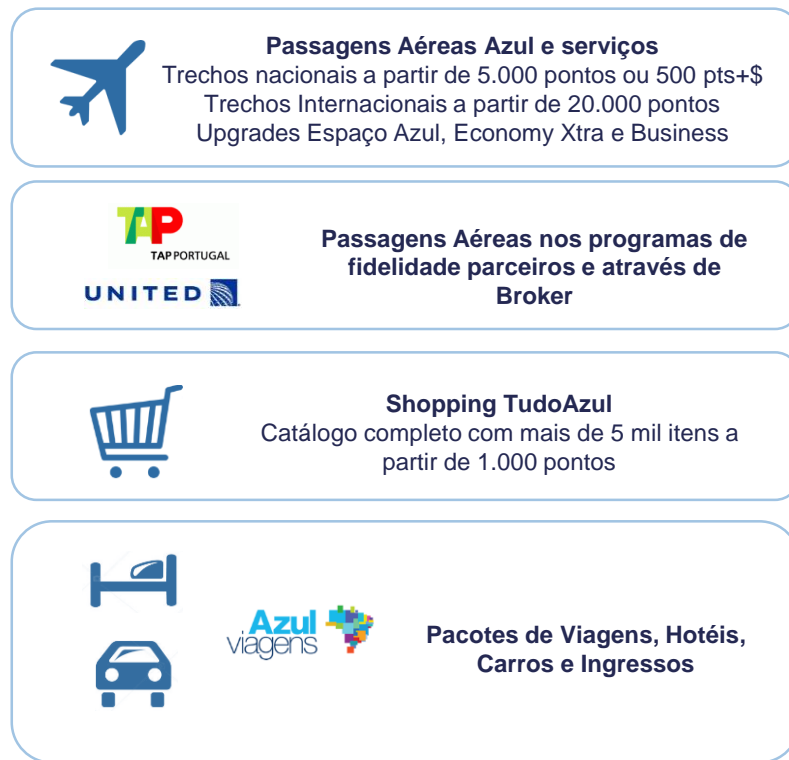 Passagens Aéreas Azul e serviços
Trechos nacionais a partir de 5.000 pontos ou 500 pts+$
Trechos Internacionais a partir de 20.000 pontos
Upgrades Espaço Azul, Economy Xtra e Business
TAP
TAP PORTUGAL
UNITED
Passagens Aéreas nos programas de
fidelidade parceiros e através de
Broker
Shopping TudoAzul
Catálogo completo com mais de 5 mil itens a
partir de 1.000 pontos
Azul
viagens
Pacotes de Viagens, Hotéis,
Carros e Ingressos